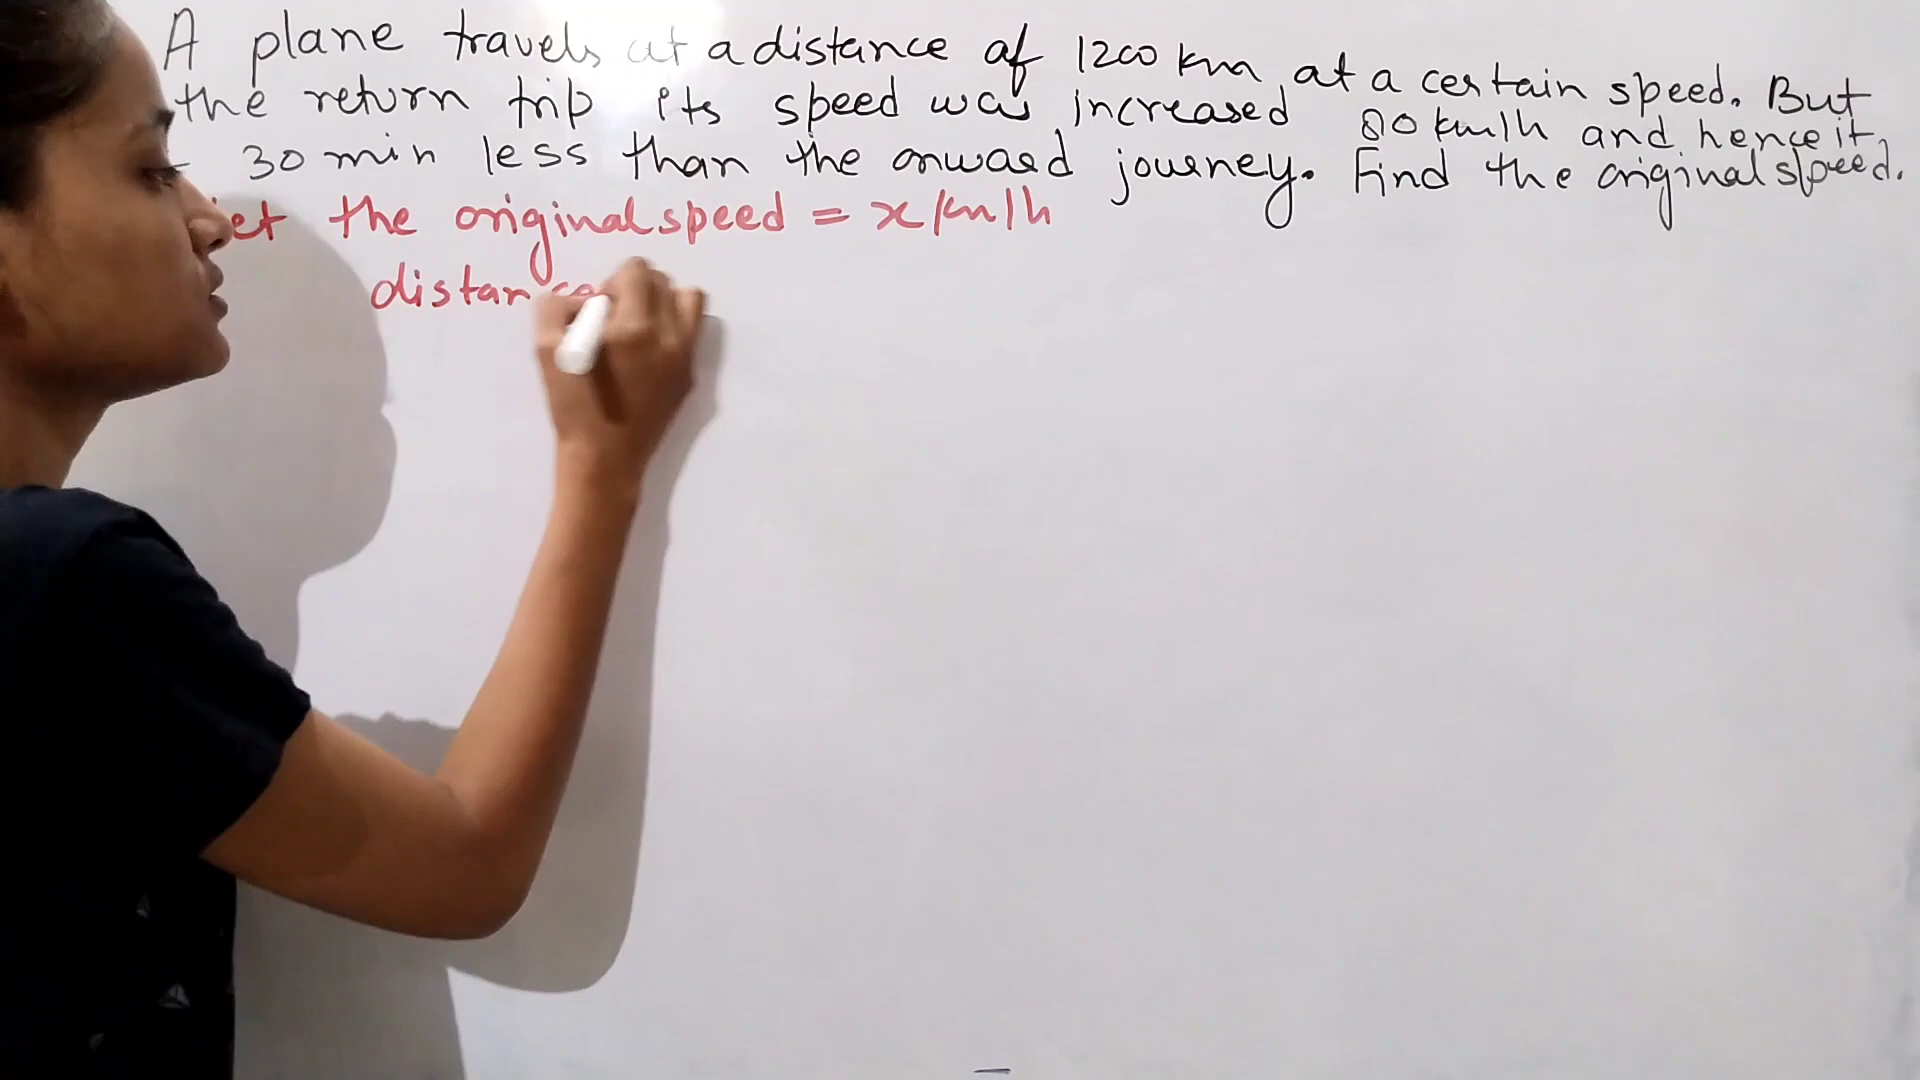 A plane travels at a distance of 1200 km at a certain speed. But
the return trip its speed was increased 80 km/h and hence it
30 min less than the onward journey. Find the original speed.
et the original speed = x km/h
distance